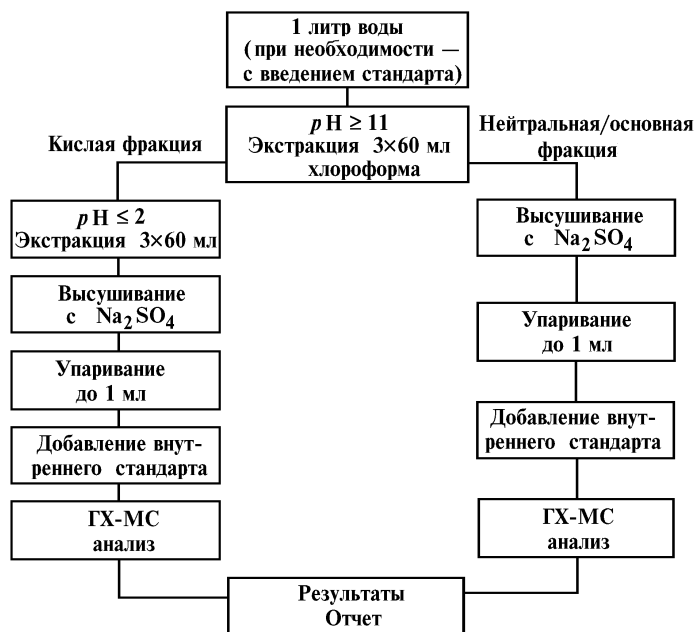 1 литр воды
(при необходимости —
с введением стандарта)
pH ≥ 11
Экстракция 3×60 мл
хлороформа
Кислая фракция
Нейтральная/основная
фракция
pH ≤ 2
Экстракция 3×60 мл
Высушивание
с Na2SO4
Упаривание
до 1 мл
Добавление внут-
реннего стандарта
ГХ-МС
анализ
Высушивание
с Na2SO4
Упаривание
до 1 мл
Добавление внут-
реннего стандарта
ГХ-МС
анализ
Результаты
Отчет